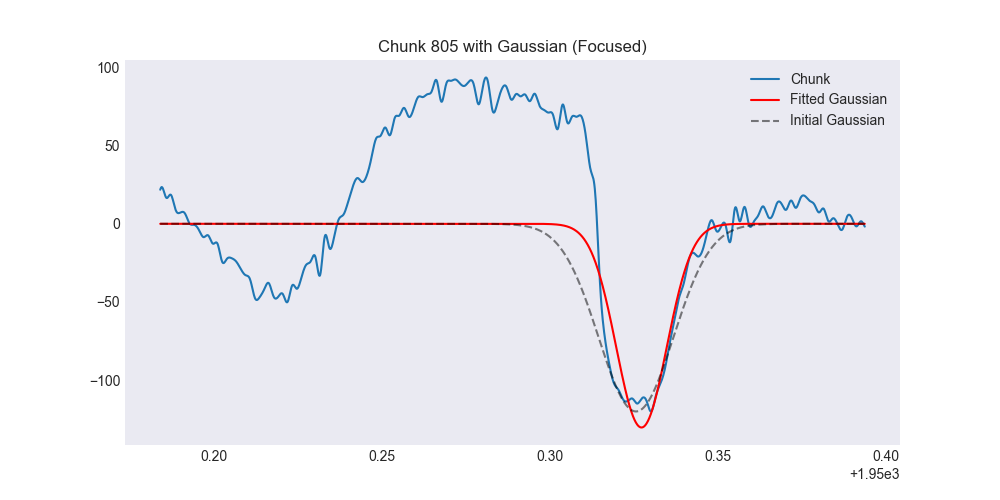 Chunk 805 with Gaussian (Focused)
100
50
0
−50
−100
Chunk
Fitted Gaussian
Initial Gaussian
0.20 0.25 0.30 0.35 0.40
+1.95e3